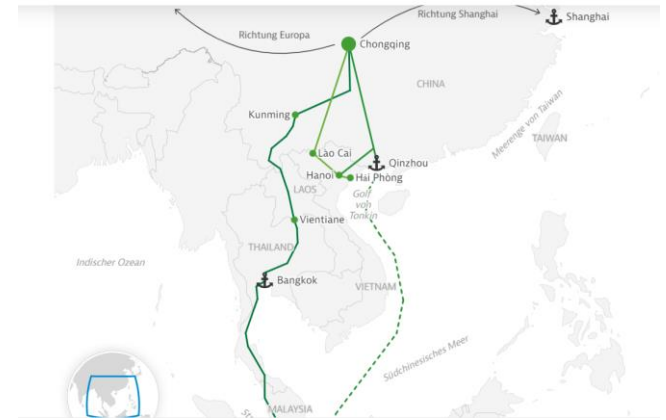 Richtung Shanghai
Shanghai
Richtung Europa
Chongqing
CHINA
Kunming
Meerenge von Taiwan
TAIWAN
Lào Cai
Qinzhou
Hanoi
Hải Phòng
LAOS
Golf
von
Tonkin
Vientiane
THAILAND
Indischer Ozean
Bangkok
VIETNAM
Südchinesisches Meer
MALAYSIA